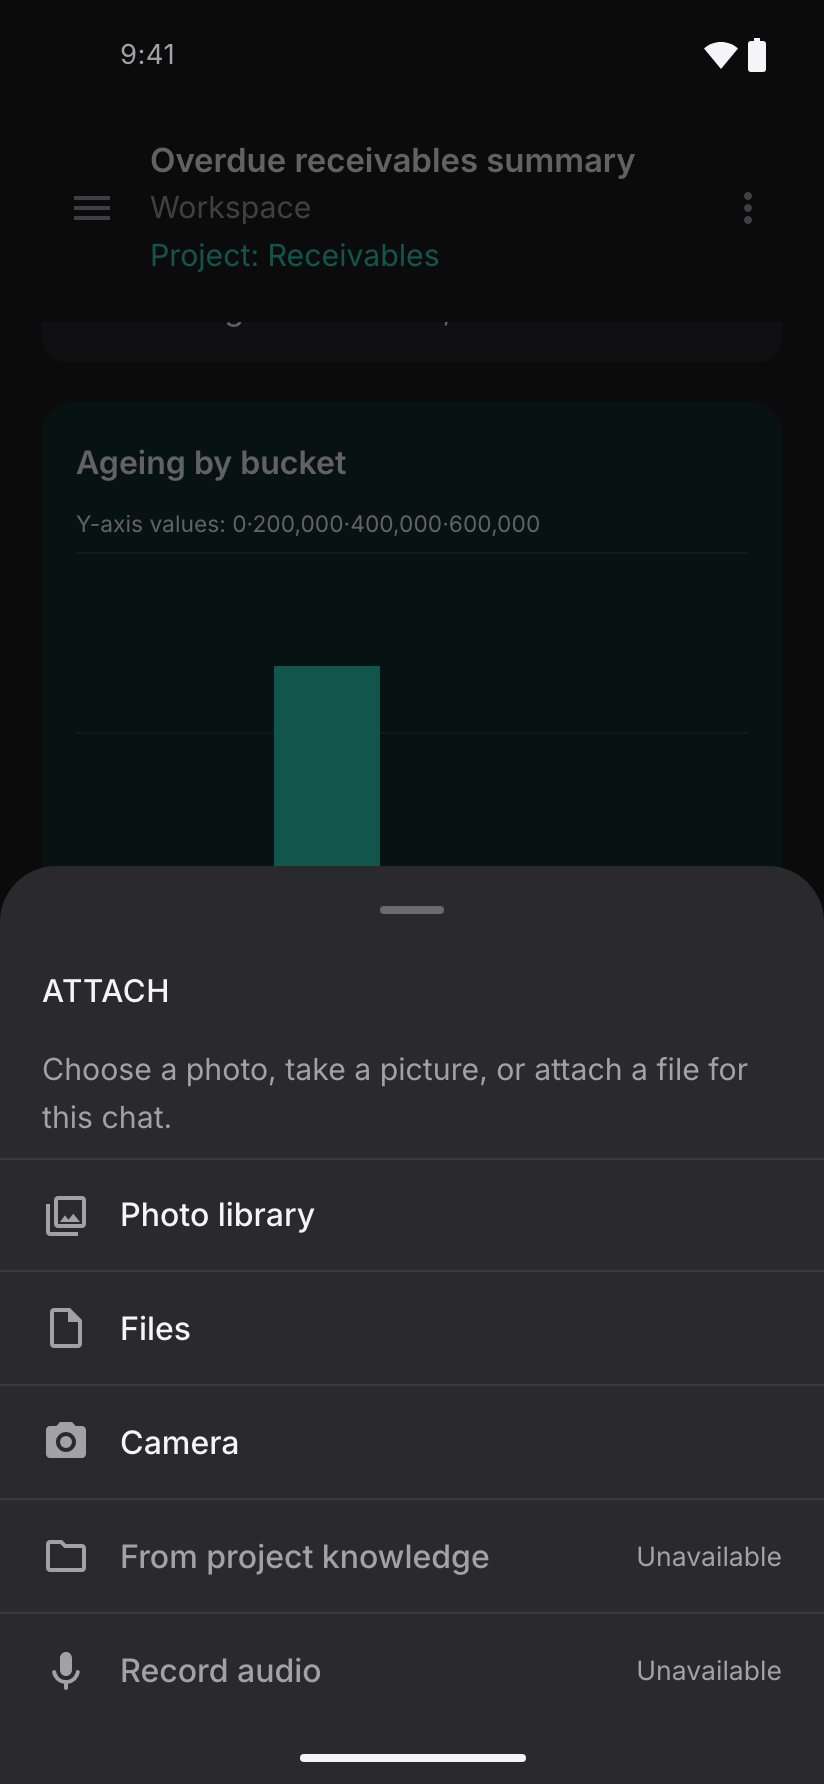 9:41
Overdue receivables summary
Workspace
Project: Receivables
Ageing by bucket
Y-axis values: 0·200,000·400,000·600,000
ATTACH
Choose a photo, take a picture, or attach a file for
this chat.
Photo library
Files
Camera
From project knowledge Unavailable
Record audio Unavailable